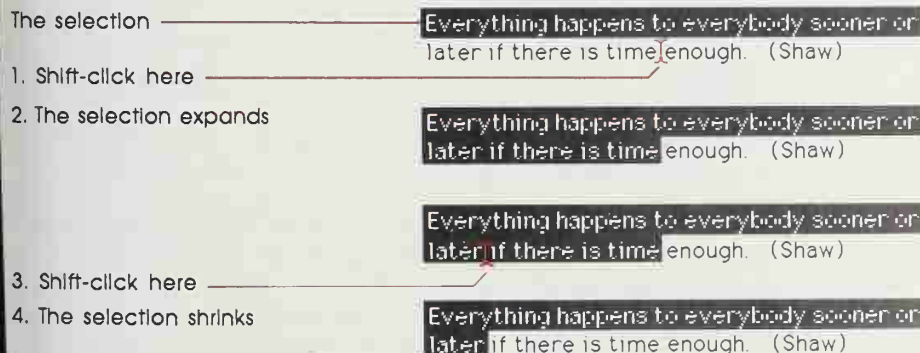 The selection
Everything happens to everybody sooner or
later if there is time enough. (Shaw)
1. Shift-click here
2. The selection expands
Everything happens to everybody sooner or
later if there is time enough. (Shaw)
Everything happens to everybody sooner or
later if there is time enough. (Shaw)
3. Shift-click here
4. The selection shrinks
Everything happens to everybody sooner or
later if there is time enough. (Shaw)